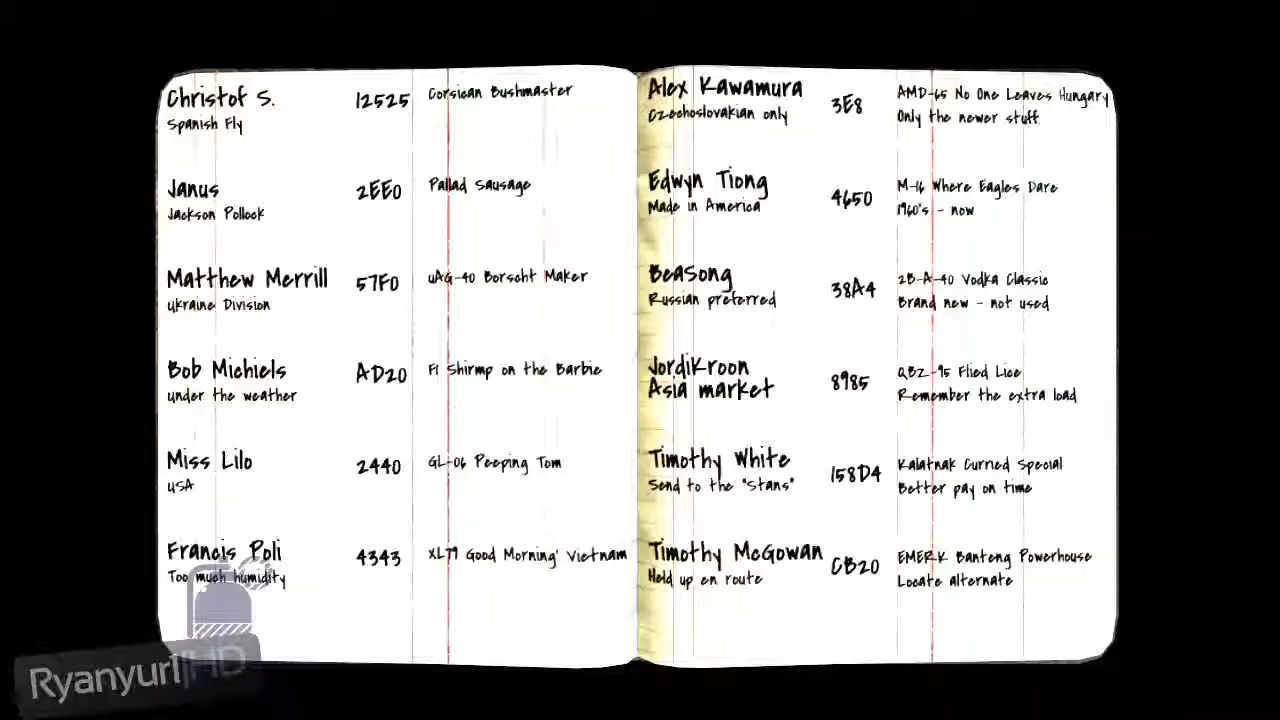 Christof S. 12525 Corsican Bushmaster
Spanish Fly
Janus 2EE0 Pallad Sausage
Jackson Pollock
Matthew Merrill 57F0 UAG-40 Borscht Maker
Ukraine Division
Bob Michiels AD20 F1 Shirmp on the Barbie
under the weather
Miss Lilo 2440 GL-06 Peeping Tom
USA
Francis Poli 4343 XL79 Good Morning' Vietnam
Too much humidity
Alex Kawamura 3E8 AMD-65 No One Leaves Hungary
Czechoslovakian only Only the newer stuff.
Edwyn Tiong 4650 M-16 Where Eagles Dare
Made in America 1960's - now
BeaSong 38A4 2B-A-40 Vodka Classic
Russian preferred Brand new - not used
JordiKroon 8985 QBZ-95 Flied Lice
Asia market Remember the extra load
Timothy White 158D4 Kalatnak Curried Special
Send to the "Stans" Better pay on time
Timothy McGowan CB20 EMERK Banteng Powerhouse
Held up en route Locate alternate
Ryanyuri|HD